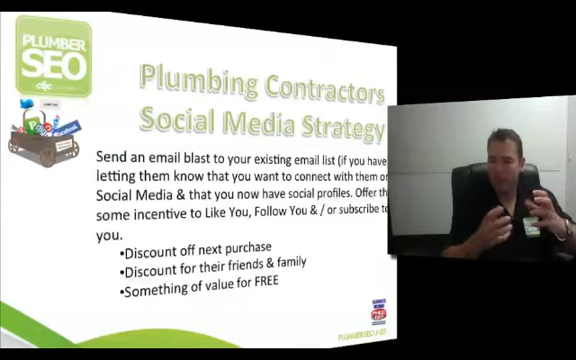 PLUMBER
SEO
Plumbing Contractors
Social Media Strategy
Send an email blast to your existing email list (if you have
letting them know that you want to connect with them on
Social Media & that you now have social profiles. Offer th
some incentive to Like You, Follow You & / or subscribe to
you.
•Discount off next purchase
•Discount for their friends & family
•Something of value for FREE
PLUMBERSEO.NET